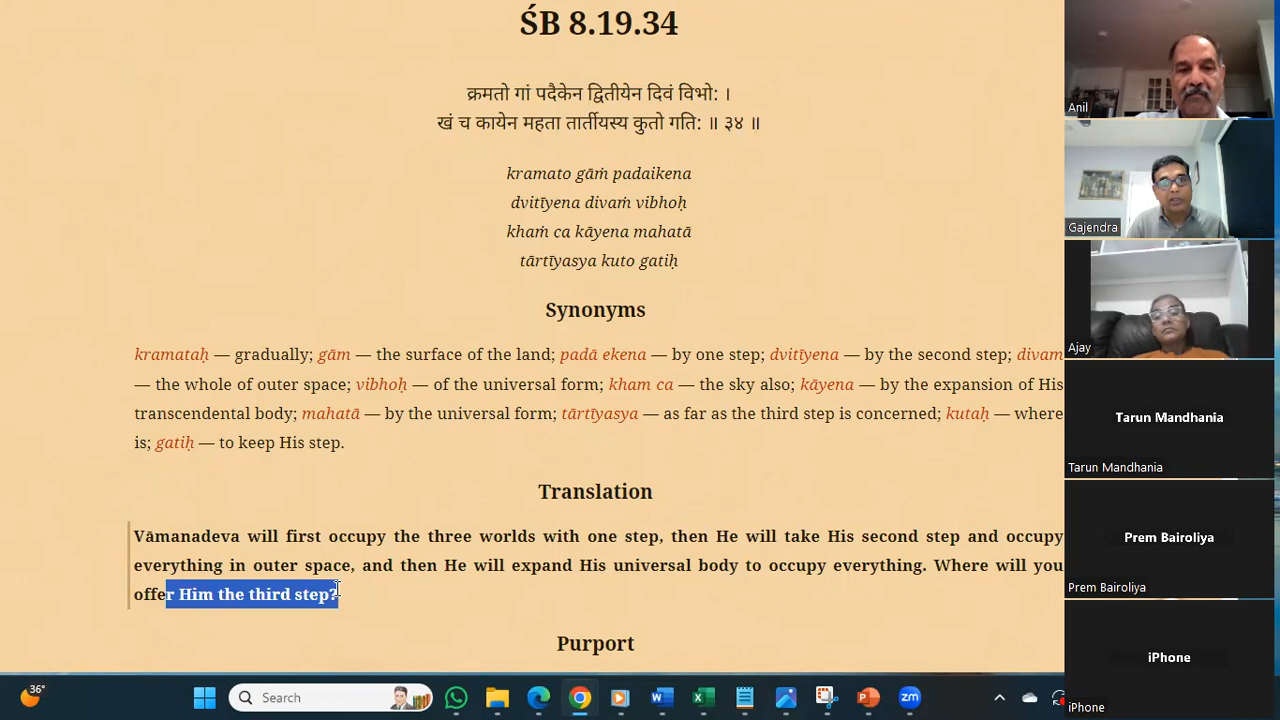 ŚB 8.19.34
क्रमतो गां पदैकेन द्वितीयेन दिवं विभो: ।
खं च कायेन महता तार्तीयस्य कुतो गति: ॥ ३४ ॥
kramato gāṁ padaikena
dvitīyena divaṁ vibhoḥ
khaṁ ca kāyena mahatā
tārtīyasya kuto gatiḥ
Synonyms
kramataḥ — gradually; gām — the surface of the land; padā ekena — by one step; dvitīyena — by the second step; divam
— the whole of outer space; vibhoḥ — of the universal form; kham ca — the sky also; kāyena — by the expansion of His
transcendental body; mahatā — by the universal form; tārtīyasya — as far as the third step is concerned; kutaḥ — where
is; gatiḥ — to keep His step.
Translation
Vāmanadeva will first occupy the three worlds with one step, then He will take His second step and occupy
everything in outer space, and then He will expand His universal body to occupy everything. Where will you
offer Him the third step?
Purport
Anil
Gajendra
Ajay
Tarun Mandhania
Tarun Mandhania
Prem Bairoliya
Prem Bairoliya
iPhone
iPhone
36°
Search
zm